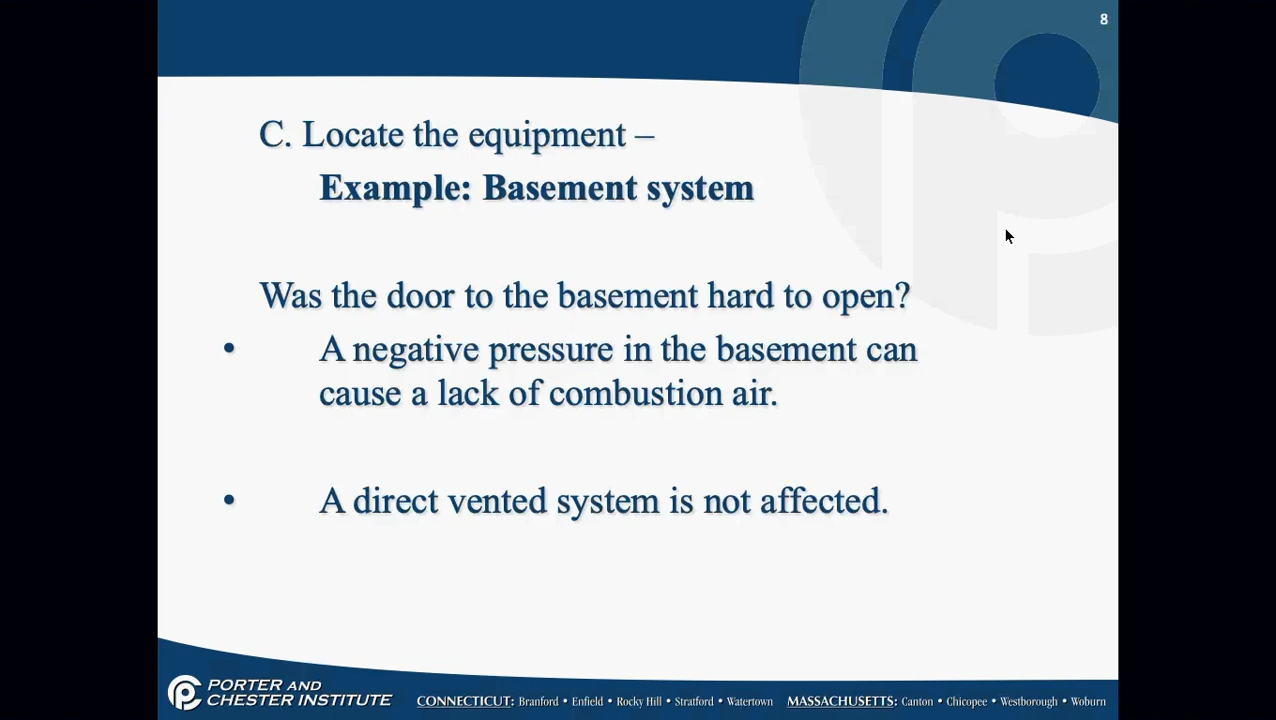 8
C. Locate the equipment –
Example: Basement system
Was the door to the basement hard to open?
• A negative pressure in the basement can
cause a lack of combustion air.
• A direct vented system is not affected.
PORTER AND
CHESTER INSTITUTE
CONNECTICUT: Branford • Enfield • Rocky Hill • Stratford • Watertown MASSACHUSETTS: Canton • Chicopee • Westborough • Woburn